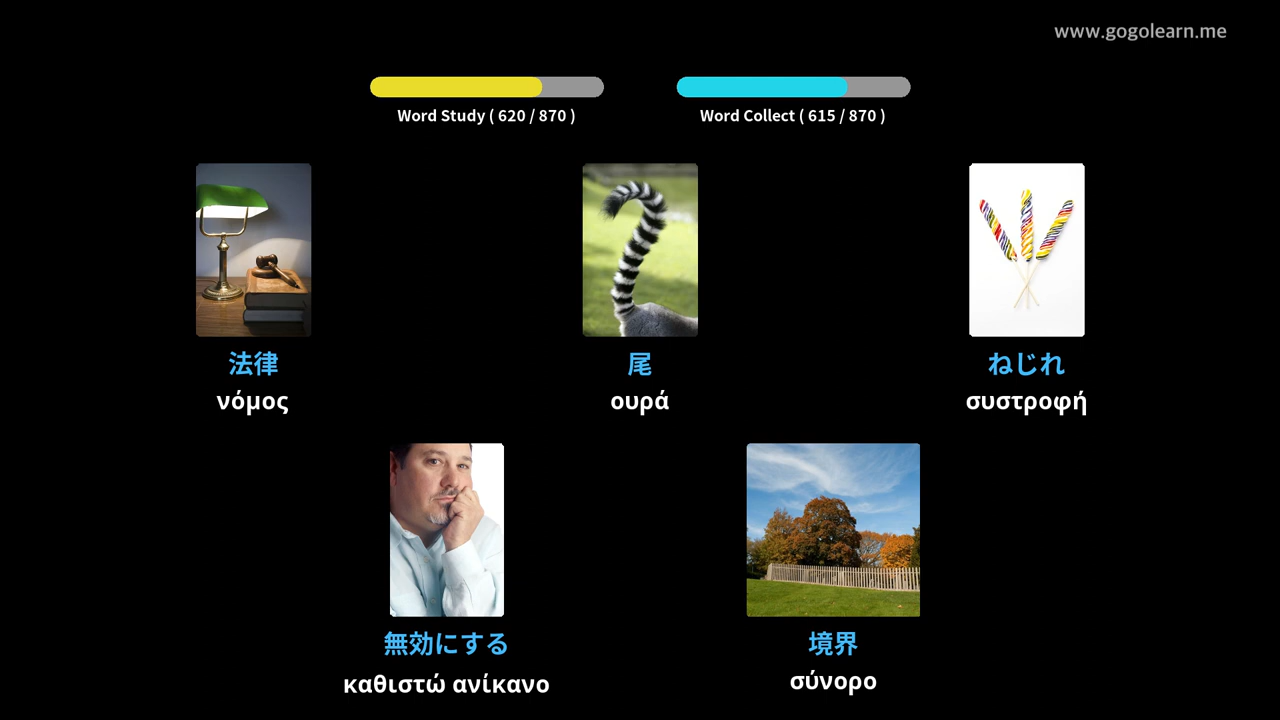 www.gogolearn.me
Word Study ( 620 / 870 )
Word Collect ( 615 / 870 )
法律
νόμος
尾
ουρά
ねじれ
συστροφή
無効にする
καθιστώ ανίκανο
境界
σύνορο